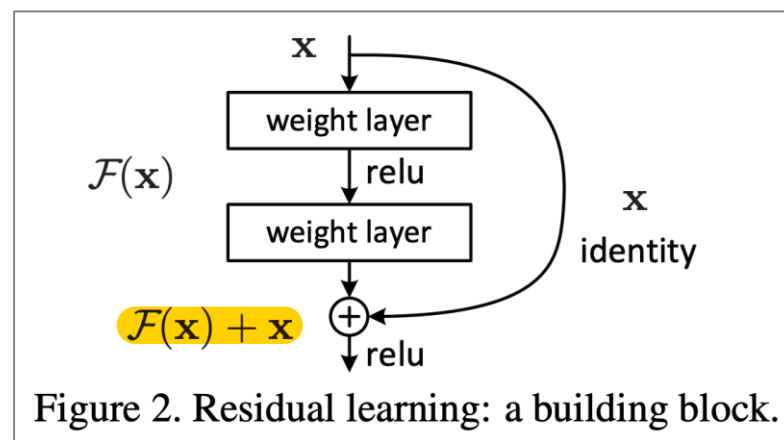 x
weight layer
relu
F(x)
weight layer
x
identity
F(x) + x
+
relu
Figure 2. Residual learning: a building block.